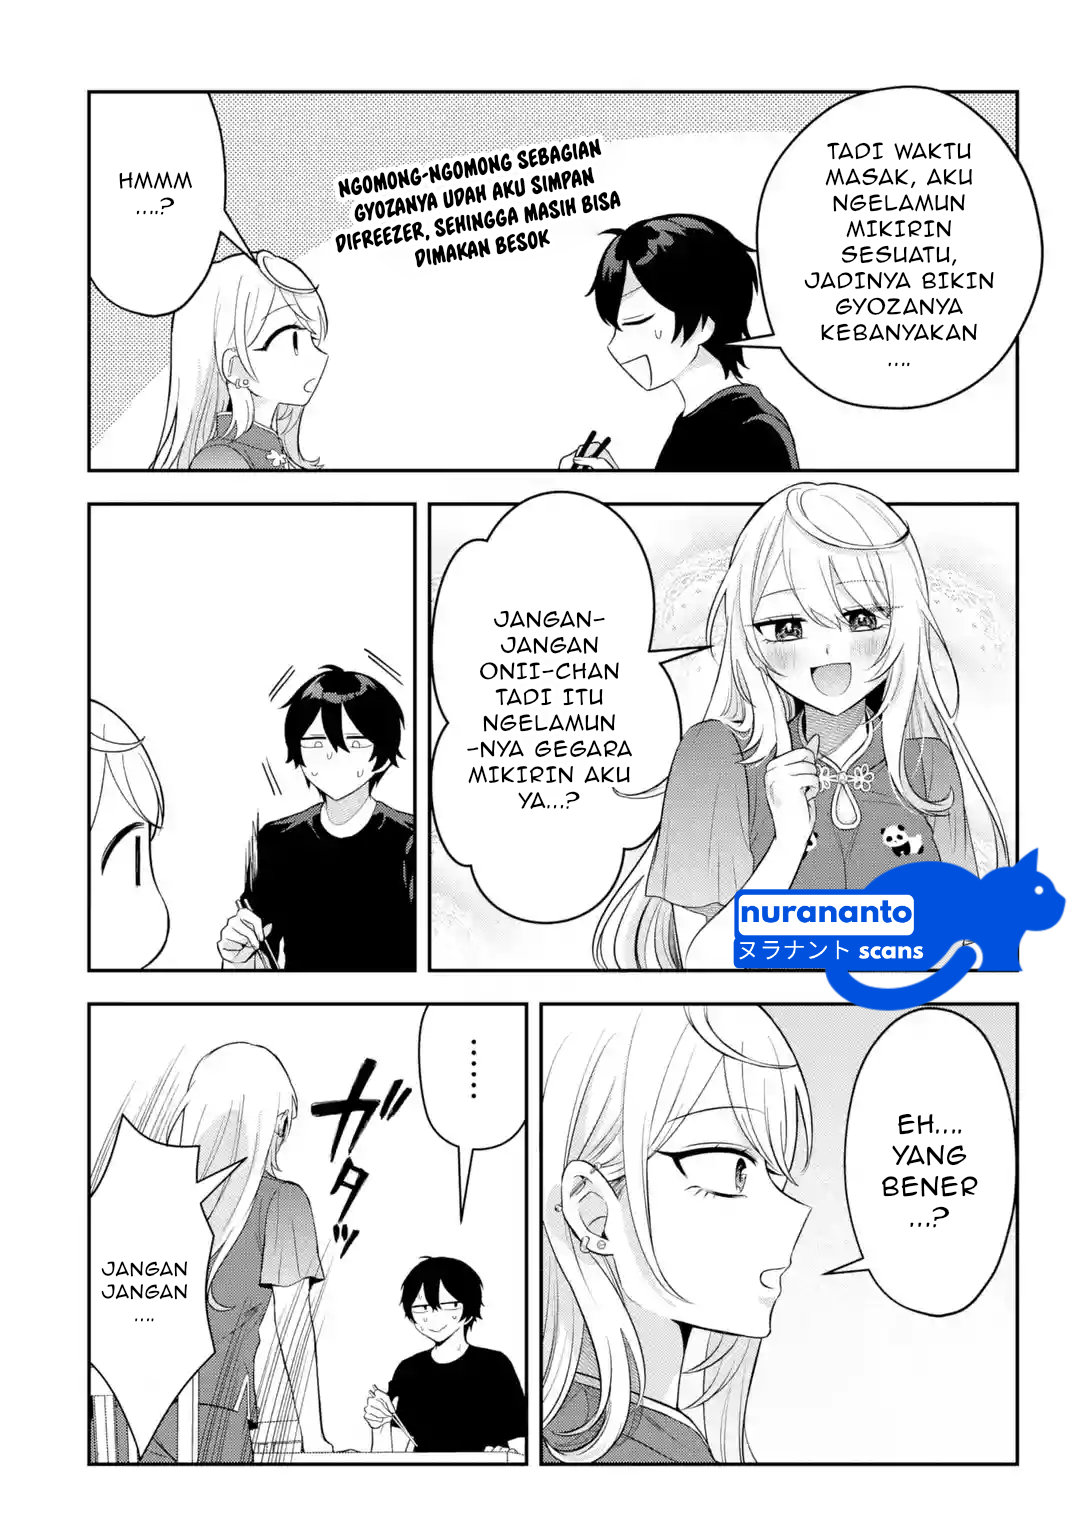 TADI WAKTU
MASAK, AKU
NGELAMUN
MIKIRIN
SESUATU,
JADINYA BIKIN
GYOZANYA
KEBANYAKAN
....
NGOMONG-NGOMONG SEBAGIAN
GYOZANYA UDAH AKU SIMPAN
DIFREEZER, SEHINGGA MASIH BISA
DIMAKAN BESOK
HMMM
....?
JANGAN-
JANGAN
ONII-CHAN
TADI ITU
NGELAMUN
-NYA GEGARA
MIKIRIN AKU
YA...?
nurananto
ヌラナント scans
EH....
YANG
BENER
...?
......
ガタッ
JANGAN
JANGAN
....